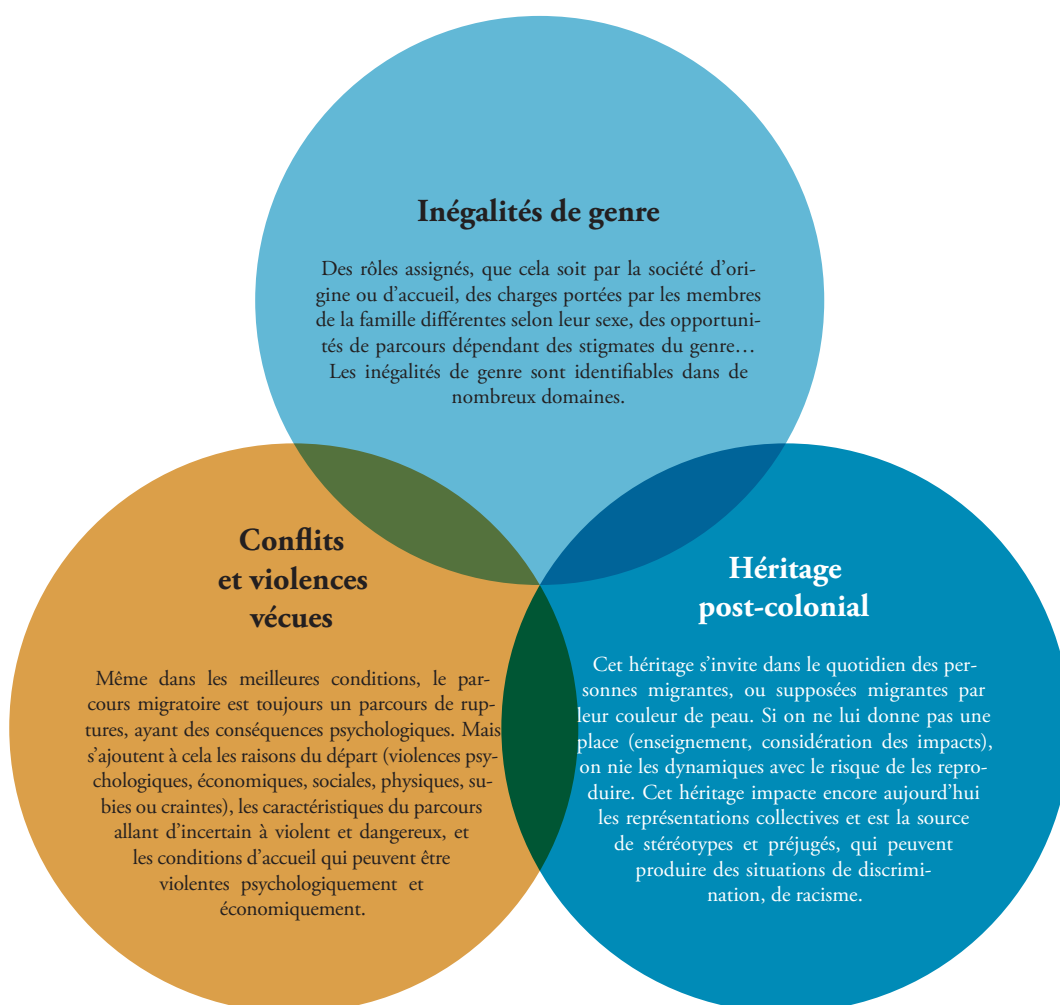 Inégalités de genre
Des rôles assignés, que cela soit par la société d’ori-
gine ou d’accueil, des charges portées par les membres
de la famille différentes selon leur sexe, des opportuni-
tés de parcours dépendant des stigmates du genre…
Les inégalités de genre sont identifiables dans de
nombreux domaines.
Conflits
et violences
vécues
Même dans les meilleures conditions, le par-
cours migratoire est toujours un parcours de rup-
tures, ayant des conséquences psychologiques. Mais
s’ajoutent à cela les raisons du départ (violences psy-
chologiques, économiques, sociales, physiques, su-
bies ou craintes), les caractéristiques du parcours
allant d’incertain à violent et dangereux, et
les conditions d’accueil qui peuvent être
violentes psychologiquement et
économiquement.
Héritage
post-colonial
Cet héritage s’invite dans le quotidien des per-
sonnes migrantes, ou supposées migrantes par
leur couleur de peau. Si on ne lui donne pas une
place (enseignement, considération des impacts),
on nie les dynamiques avec le risque de les repro-
duire. Cet héritage impacte encore aujourd’hui
les représentations collectives et est la source
de stéréotypes et préjugés, qui peuvent
produire des situations de discrimi-
nation, de racisme.